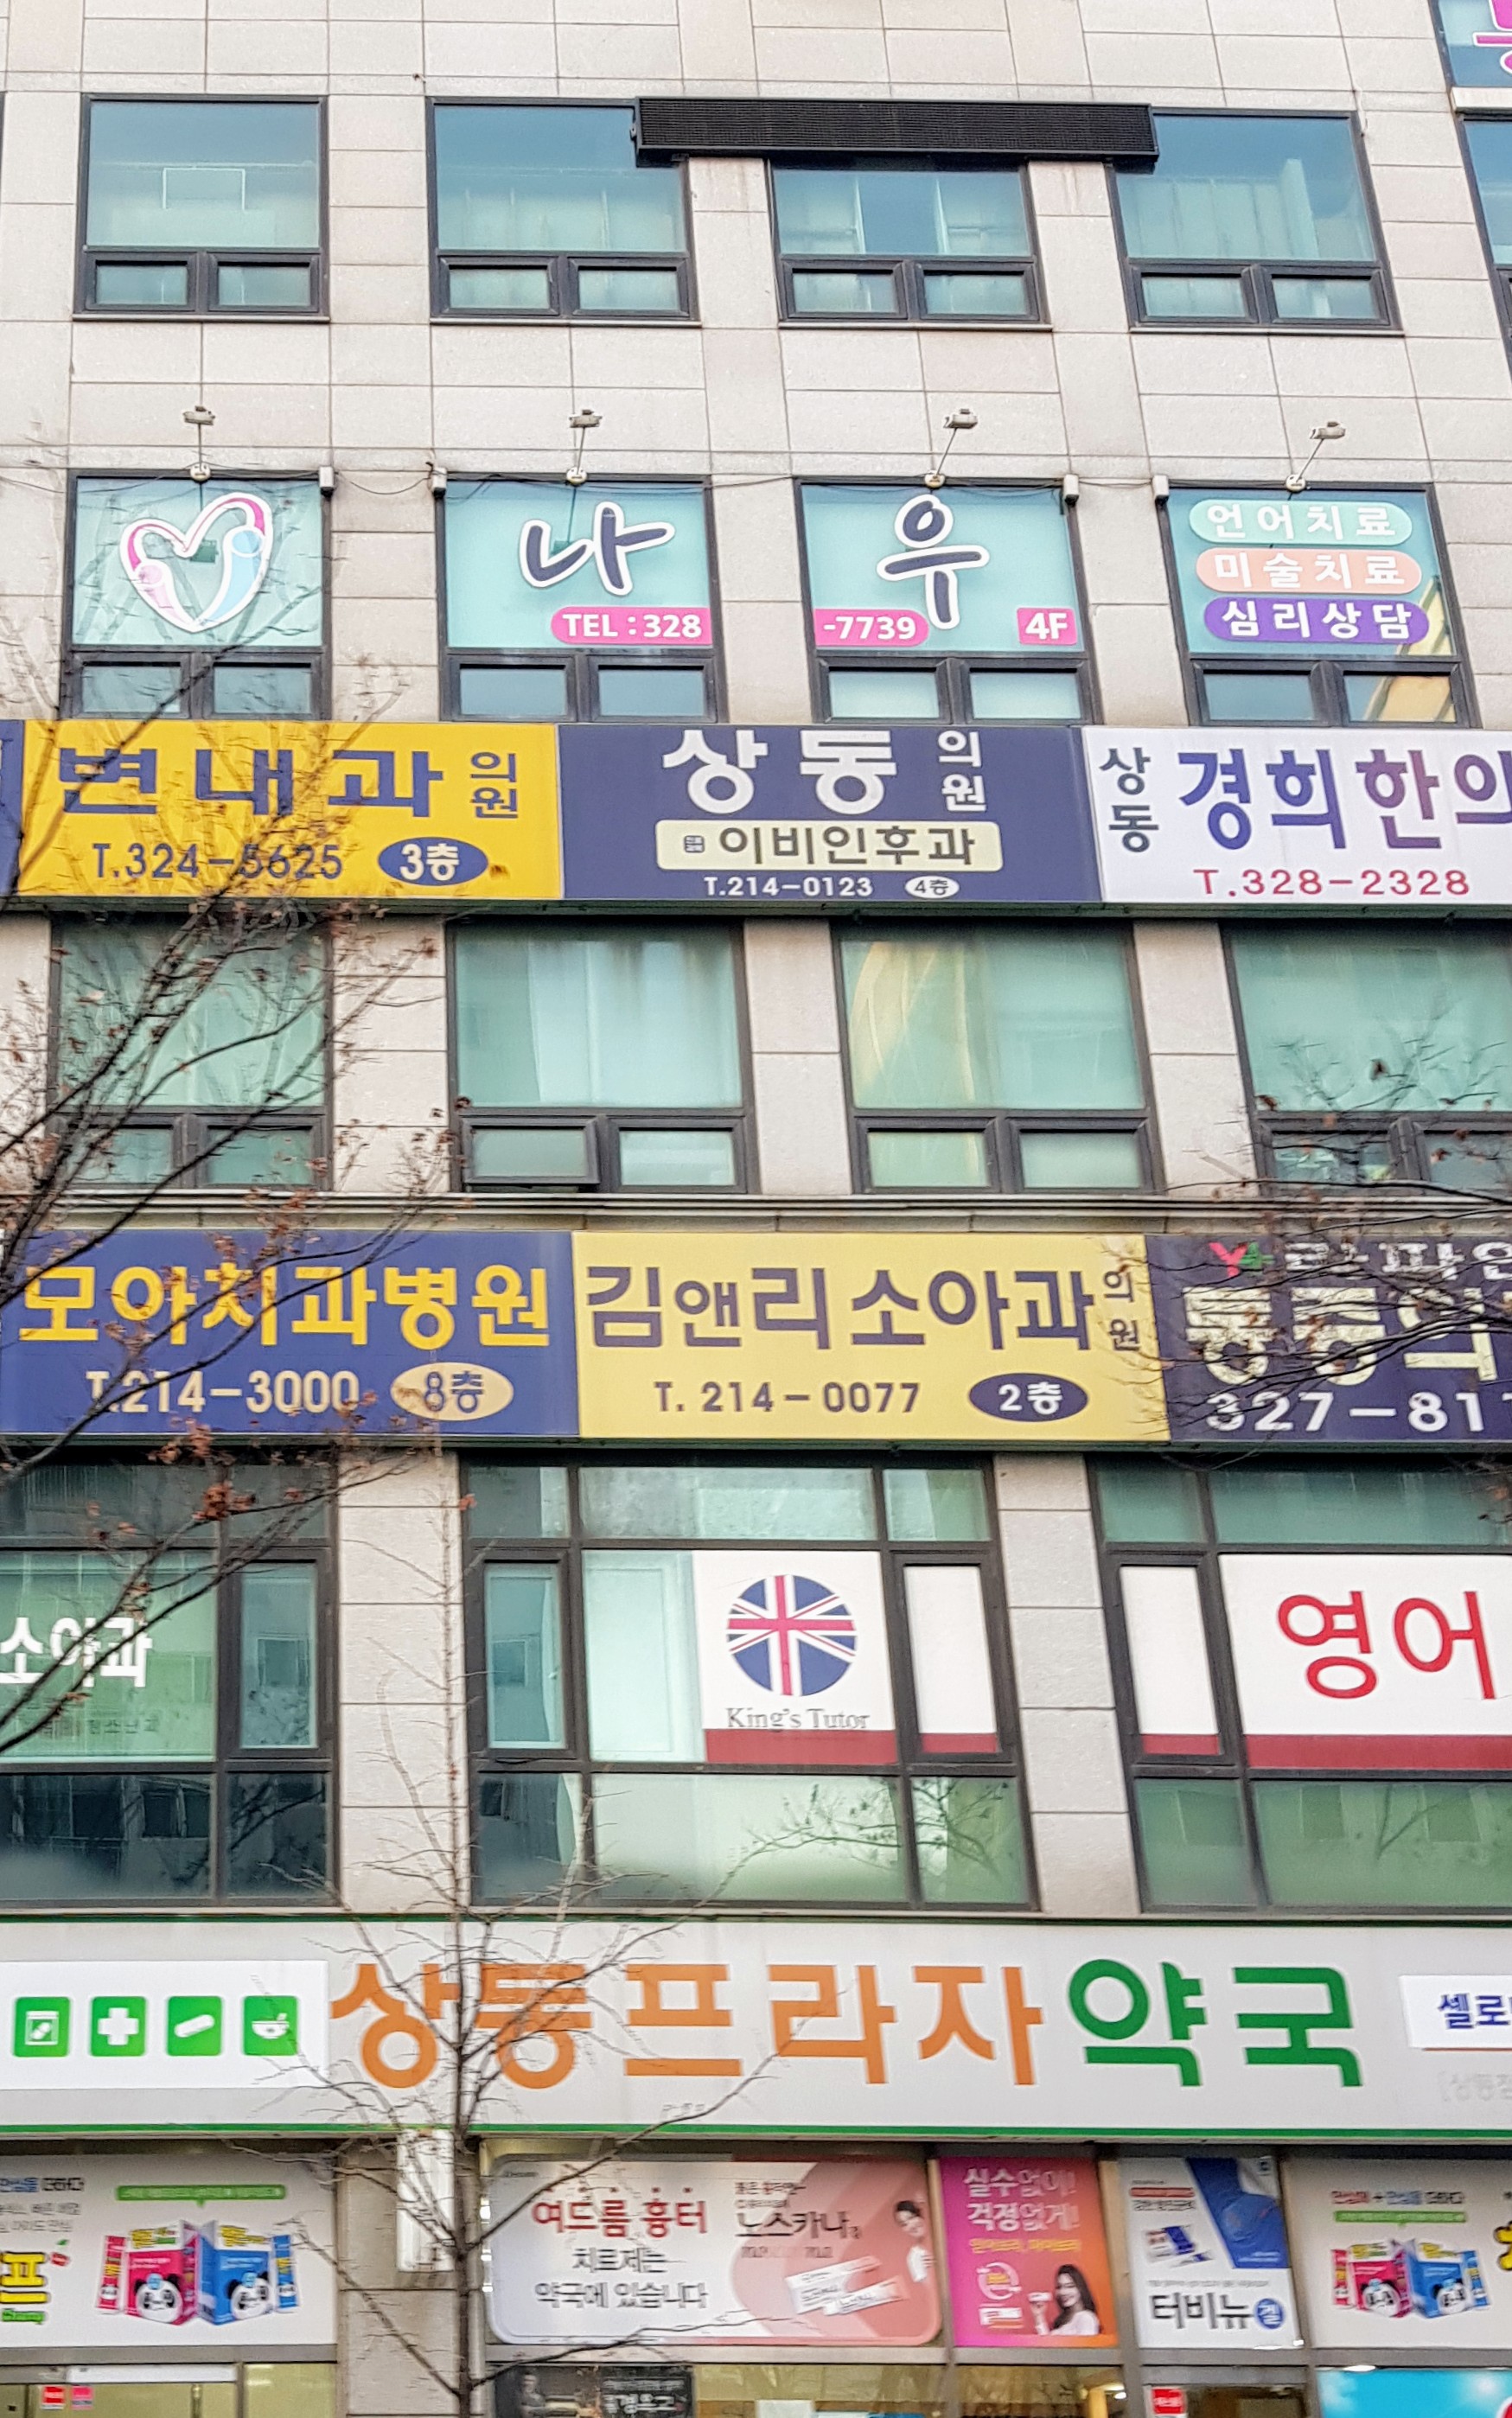 나우
TEL : 328-7739 4F
언어치료
미술치료
심리상담
변내과 의원
T.324-5625 3층
상동 의원
이비인후과
T.214-0123 4층
상동 경희한의
T.328-2328
모아치과병원
T.214-3000 8층
김앤리소아과 의원
T. 214-0077 2층
327-81
소아과
King's Tutor
영어
상동프라자약국
셀로
여드름 흉터
치료제는
약국에 있습니다
노스카나
실수없이!
걱정없게!
터비뉴 겔